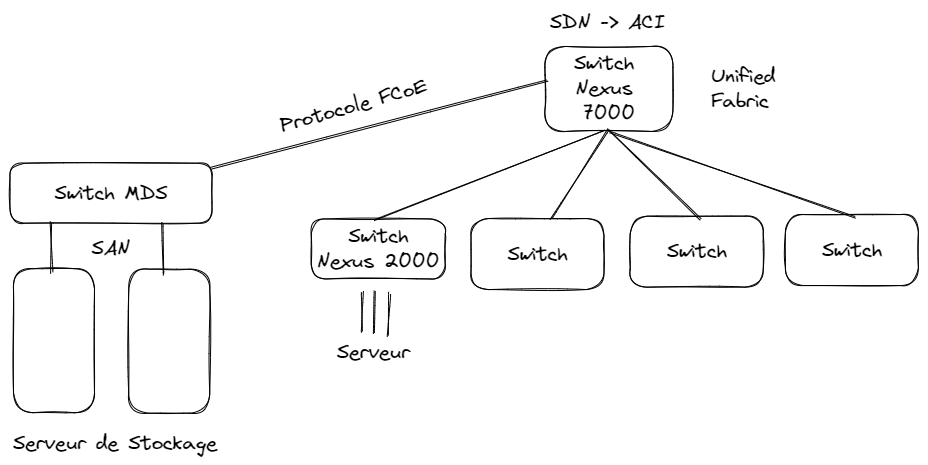 SDN -> ACI
Switch
Nexus
7000
Unified
Fabric
Protocole FCoE
Switch MDS
SAN
Switch
Nexus 2000
Switch
Switch
Switch
Serveur
Serveur de Stockage